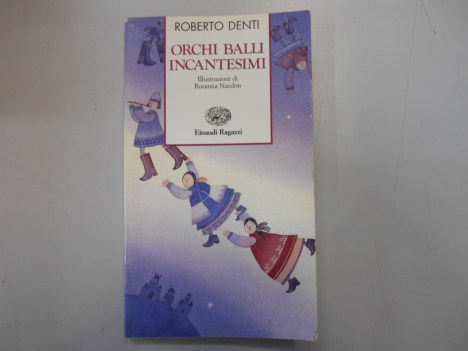 ROBERTO DENTI
ORCHI BALLI
INCANTESIMI
Illustrazioni di
Rosanna Nardon
Einaudi Ragazzi